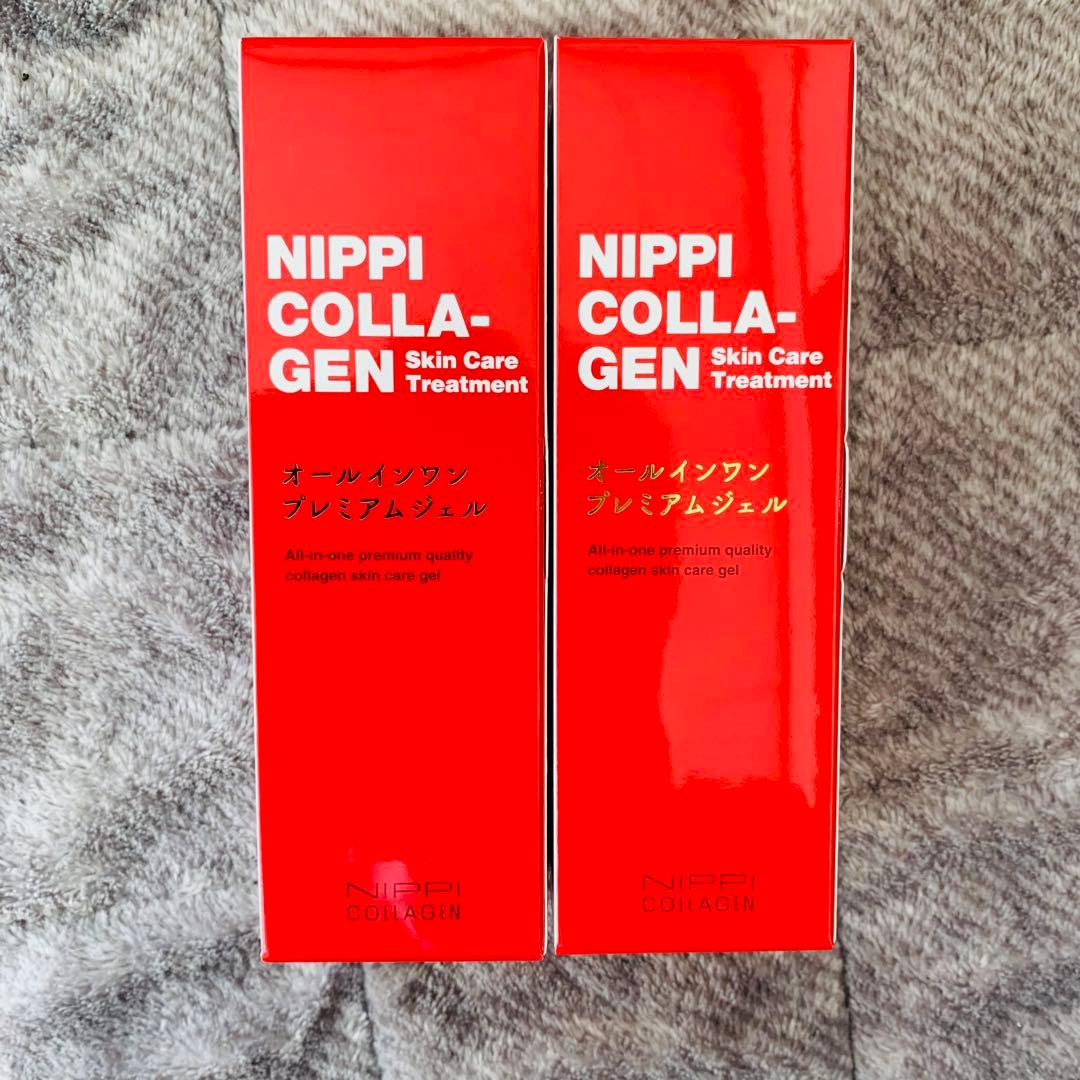 NIPPI
COLLA-
GEN Skin Care
Treatment
オールインワン
プレミアムジェル
All-in-one premium quality
collagen skin care gel
NIPPI
COLLAGEN
NIPPI
COLLA-
GEN Skin Care
Treatment
オールインワン
プレミアムジェル
All-in-one premium quality
collagen skin care gel
NIPPI
COLLAGEN